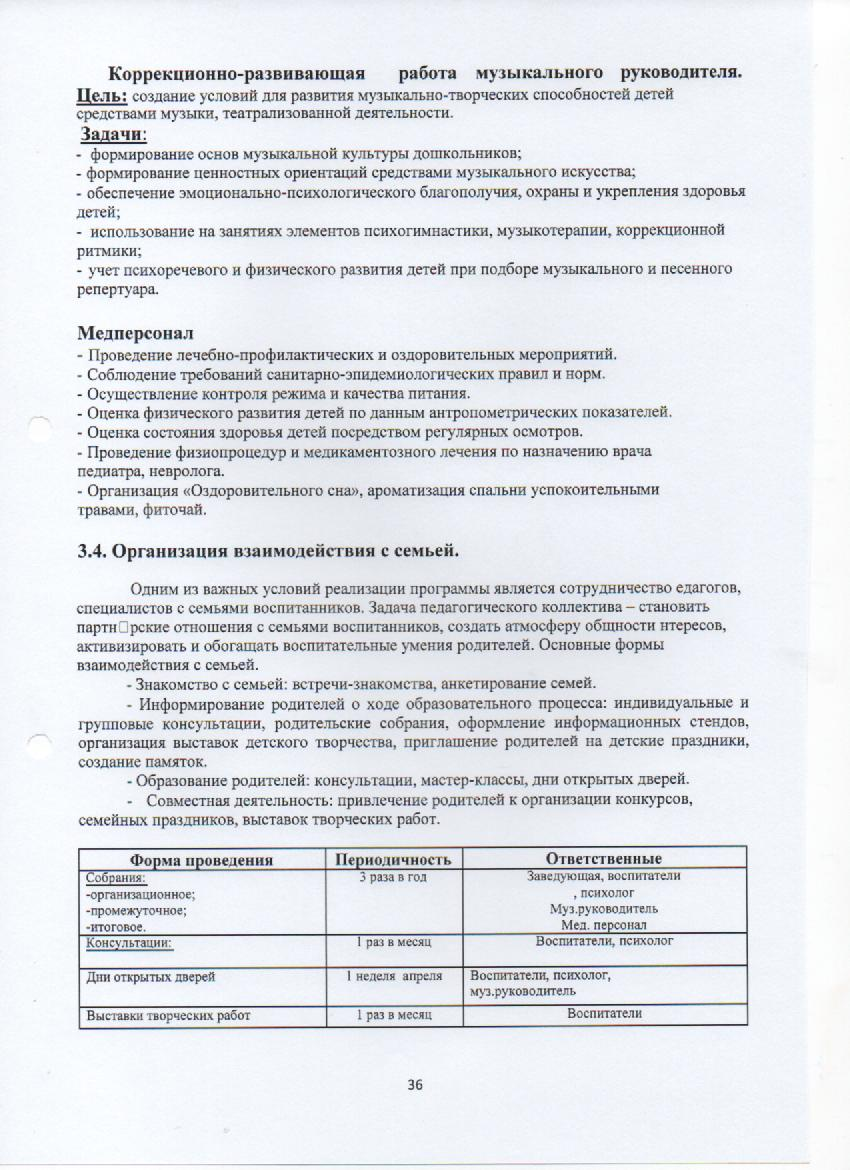 Коррекционно-развивающая работа музыкального руководителя.
Цель: создание условий для развития музыкально-творческих способностей детей
средствами музыки, театрализованной деятельности.
Задачи:
- формирование основ музыкальной культуры дошкольников;
- формирование ценностных ориентаций средствами музыкального искусства;
- обеспечение эмоционально-психологического благополучия, охраны и укрепления здоровья
детей;
- использование на занятиях элементов психогимнастики, музыкотерапии, коррекционной
ритмики;
- учет психоречевого и физического развития детей при подборе музыкального и песенного
репертуара.
Медперсонал
- Проведение лечебно-профилактических и оздоровительных мероприятий.
- Соблюдение требований санитарно-эпидемиологических правил и норм.
- Осуществление контроля режима и качества питания.
- Оценка физического развития детей по данным антропометрических показателей.
- Оценка состояния здоровья детей посредством регулярных осмотров.
- Проведение физиопроцедур и медикаментозного лечения по назначению врача
педиатра, невролога.
- Организация «Оздоровительного сна», ароматизация спальни успокоительными
травами, фиточай.
3.4. Организация взаимодействия с семьей.
Одним из важных условий реализации программы является сотрудничество едагогов,
специалистов с семьями воспитанников. Задача педагогического коллектива – становить
партн□рские отношения с семьями воспитанников, создать атмосферу общности нтересов,
активизировать и обогащать воспитательные умения родителей. Основные формы
взаимодействия с семьей.
- Знакомство с семьей: встречи-знакомства, анкетирование семей.
- Информирование родителей о ходе образовательного процесса: индивидуальные и
групповые консультации, родительские собрания, оформление информационных стендов,
организация выставок детского творчества, приглашение родителей на детские праздники,
создание памяток.
- Образование родителей: консультации, мастер-классы, дни открытых дверей.
- Совместная деятельность: привлечение родителей к организации конкурсов,
семейных праздников, выставок творческих работ.
Форма проведения Периодичность Ответственные
Собрания: 3 раза в год Заведующая, воспитатели
-организационное; , психолог
-промежуточное; Муз.руководитель
-итоговое. Мед. персонал
Консультации: 1 раз в месяц Воспитатели, психолог
Дни открытых дверей 1 неделя апреля Воспитатели, психолог,
муз.руководитель
Выставки творческих работ 1 раз в месяц Воспитатели
36